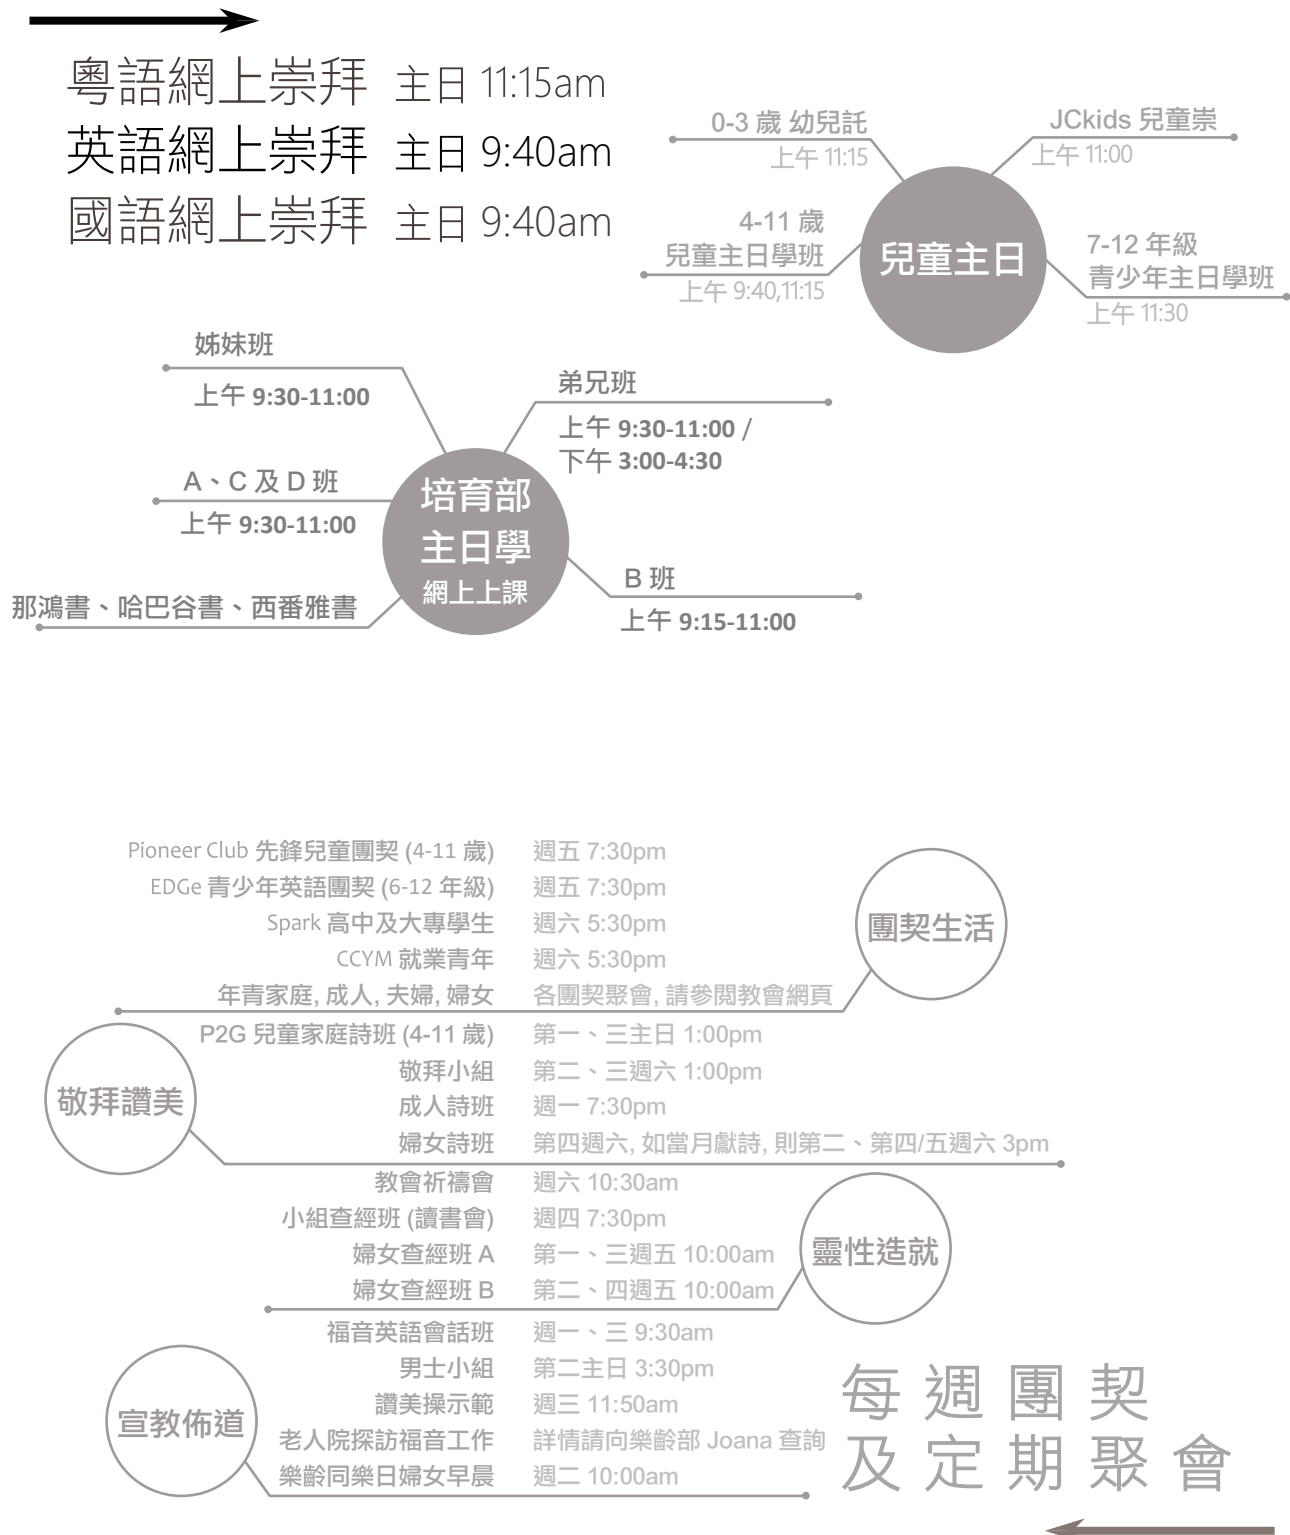 粵語網上崇拜 主日 11:15am
英語網上崇拜 主日 9:40am
國語網上崇拜 主日 9:40am
0-3 歲 幼兒託
上午 11:15
JCkids 兒童崇
上午 11:00
4-11 歲
兒童主日學班
上午 9:40,11:15
兒童主日
7-12 年級
青少年主日學班
上午 11:30
姊妹班
上午 9:30-11:00
弟兄班
上午 9:30-11:00 /
下午 3:00-4:30
A、C 及 D 班
上午 9:30-11:00
培育部
主日學
網上上課
B 班
上午 9:15-11:00
那鴻書、哈巴谷書、西番雅書
Pioneer Club 先鋒兒童團契 (4-11 歲) 週五 7:30pm
EDGe 青少年英語團契 (6-12 年級) 週五 7:30pm
Spark 高中及大專學生 週六 5:30pm
CCYM 就業青年 週六 5:30pm
年青家庭, 成人, 夫婦, 婦女 各團契聚會, 請參閱教會網頁
團契生活
P2G 兒童家庭詩班 (4-11 歲) 第一、三主日 1:00pm
敬拜小組 第二、三週六 1:00pm
成人詩班 週一 7:30pm
婦女詩班 第四週六, 如當月獻詩, 則第二、第四/五週六 3pm
敬拜讚美
教會祈禱會 週六 10:30am
小組查經班 (讀書會) 週四 7:30pm
婦女查經班 A 第一、三週五 10:00am
婦女查經班 B 第二、四週五 10:00am
靈性造就
福音英語會話班 週一、三 9:30am
男士小組 第二主日 3:30pm
讚美操示範 週三 11:50am
老人院探訪福音工作 詳情請向樂齡部 Joana 查詢
樂齡同樂日婦女早晨 週二 10:00am
宣教佈道
每週團契
及定期聚會